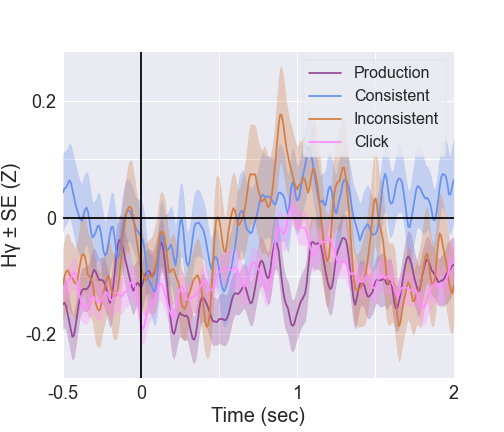 Production
Consistent
Inconsistent
Click
0.2
0
-0.2
Hγ ± SE (Z)
-0.5 0 1 2
Time (sec)